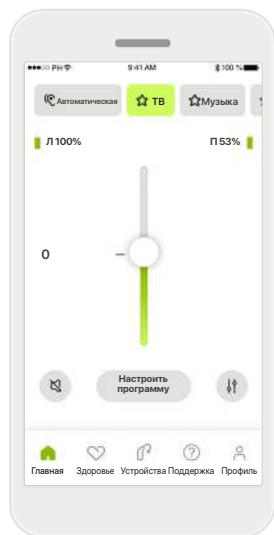 PH 9:41 AM 100 %
Автоматическая ТВ Музыка
Л 100% П 53%
0
Настроить
программу
Главная Здоровье Устройства Поддержка Профиль